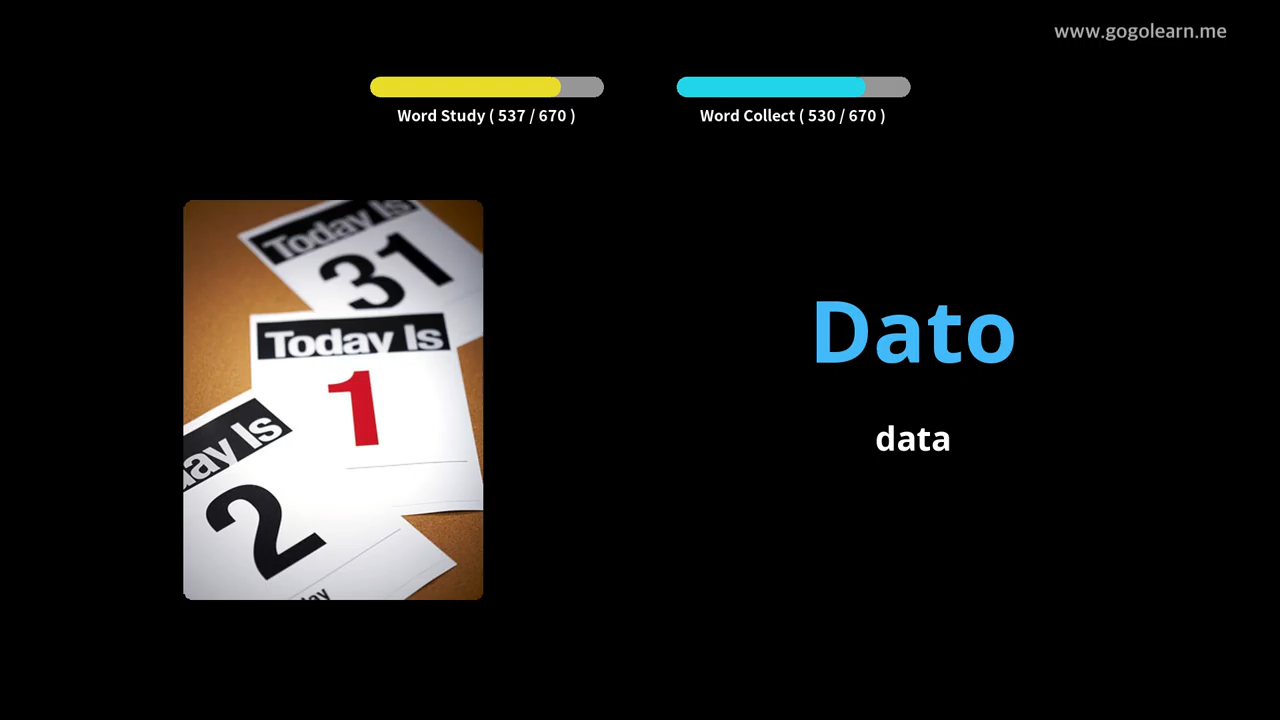 www.gogolearn.me
Word Study ( 537 / 670 )
Word Collect ( 530 / 670 )
Today Is
31
Today Is
1
ay Is
2
ay
Dato
data